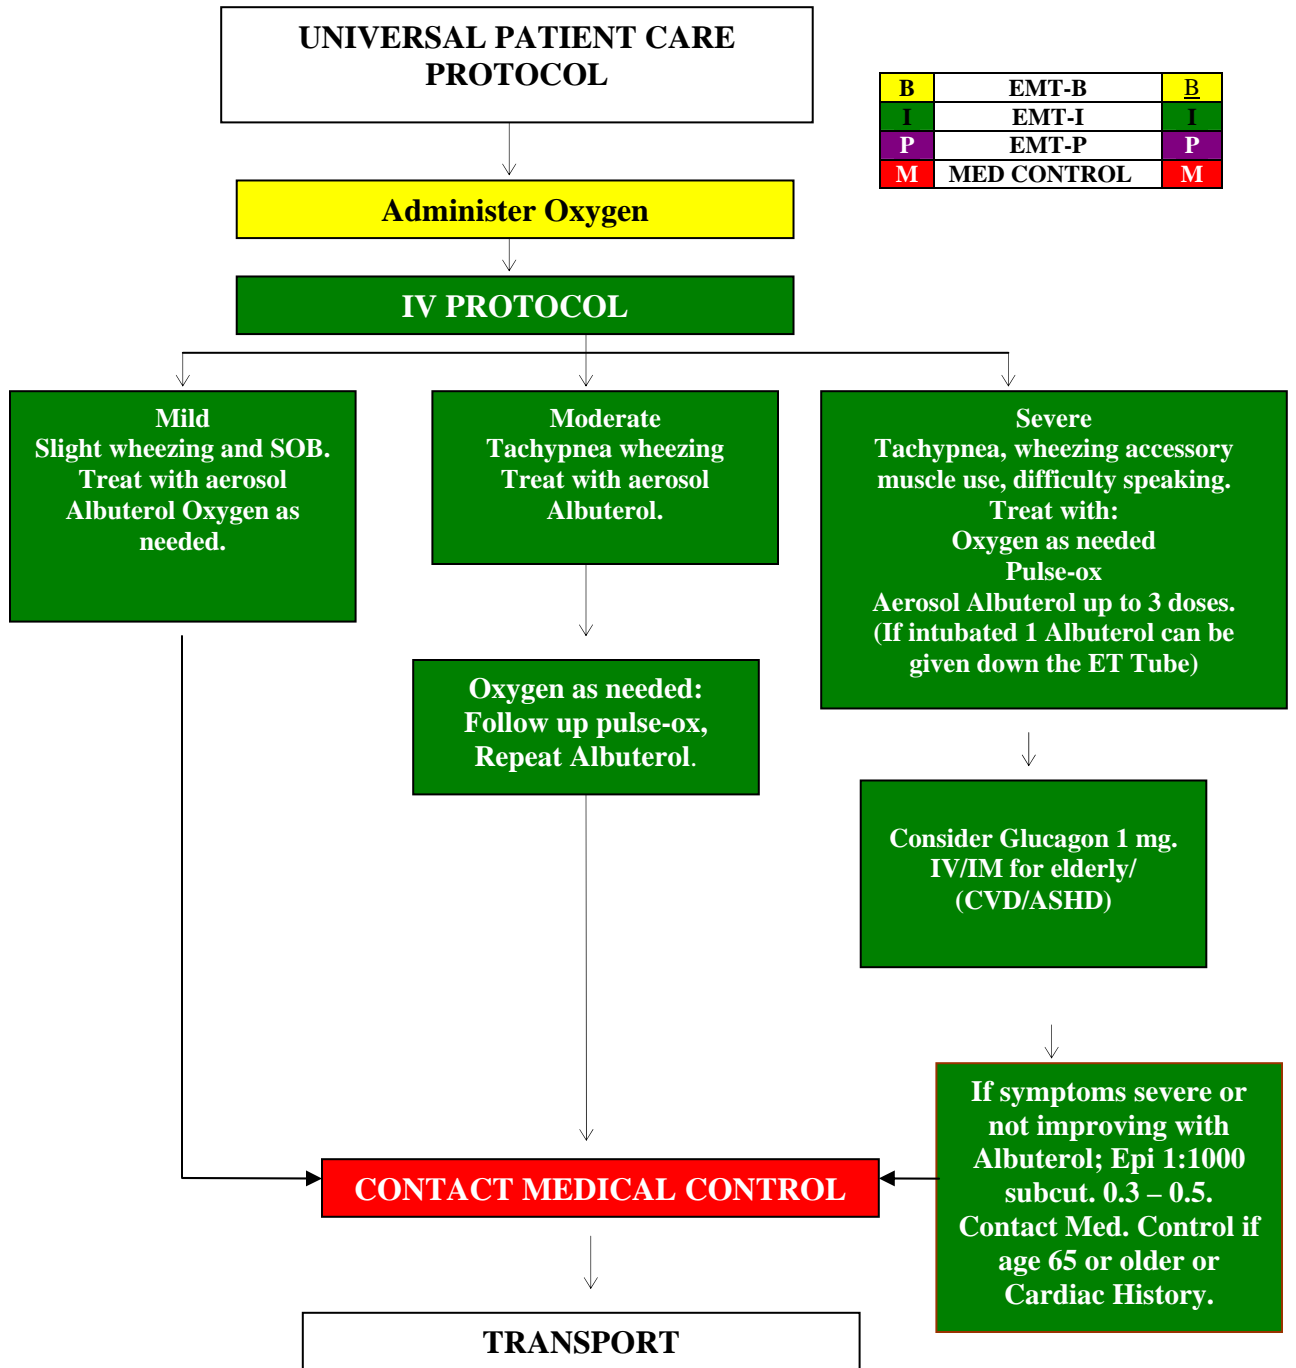 UNIVERSAL PATIENT CARE
PROTOCOL
B EMT-B B
I EMT-I I
P EMT-P P
M MED CONTROL M
Administer Oxygen
IV PROTOCOL
Mild
Slight wheezing and SOB.
Treat with aerosol
Albuterol Oxygen as
needed.
Moderate
Tachypnea wheezing
Treat with aerosol
Albuterol.
Severe
Tachypnea, wheezing accessory
muscle use, difficulty speaking.
Treat with:
Oxygen as needed
Pulse-ox
Aerosol Albuterol up to 3 doses.
(If intubated 1 Albuterol can be
given down the ET Tube)
Oxygen as needed:
Follow up pulse-ox,
Repeat Albuterol.
Consider Glucagon 1 mg.
IV/IM for elderly/
(CVD/ASHD)
If symptoms severe or
not improving with
Albuterol; Epi 1:1000
subcut. 0.3 – 0.5.
Contact Med. Control if
age 65 or older or
Cardiac History.
CONTACT MEDICAL CONTROL
TRANSPORT